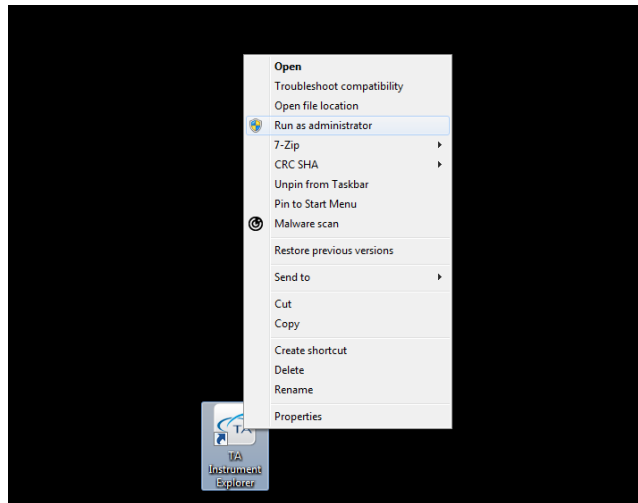 Open
Troubleshoot compatibility
Open file location
Run as administrator
7-Zip
CRC SHA
Unpin from Taskbar
Pin to Start Menu
Malware scan
Restore previous versions
Send to
Cut
Copy
Create shortcut
Delete
Rename
Properties
TA
TA
Instrument
Explorer